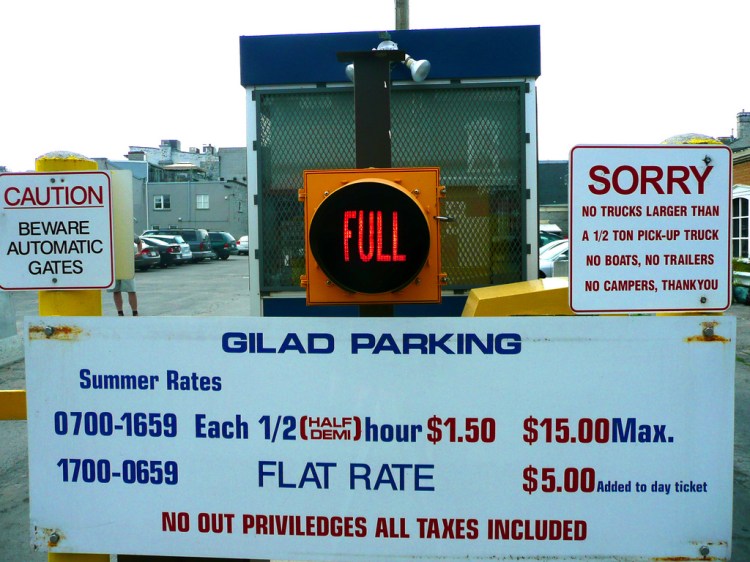 CAUTION
BEWARE
AUTOMATIC
GATES
FULL
SORRY
NO TRUCKS LARGER THAN
A 1/2 TON PICK-UP TRUCK
NO BOATS, NO TRAILERS
NO CAMPERS, THANKYOU
GILAD PARKING
Summer Rates
0700-1659 Each 1/2 (HALF DEMI) hour $1.50 $15.00 Max.
1700-0659 FLAT RATE $5.00 Added to day ticket
NO OUT PRIVILEDGES ALL TAXES INCLUDED